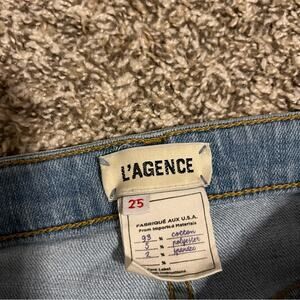 L'AGENCE
25
FABRIQUÉ AUX U.S.A.
From Imported Materials
93 % cotton
5 % polyester
2 % spandex